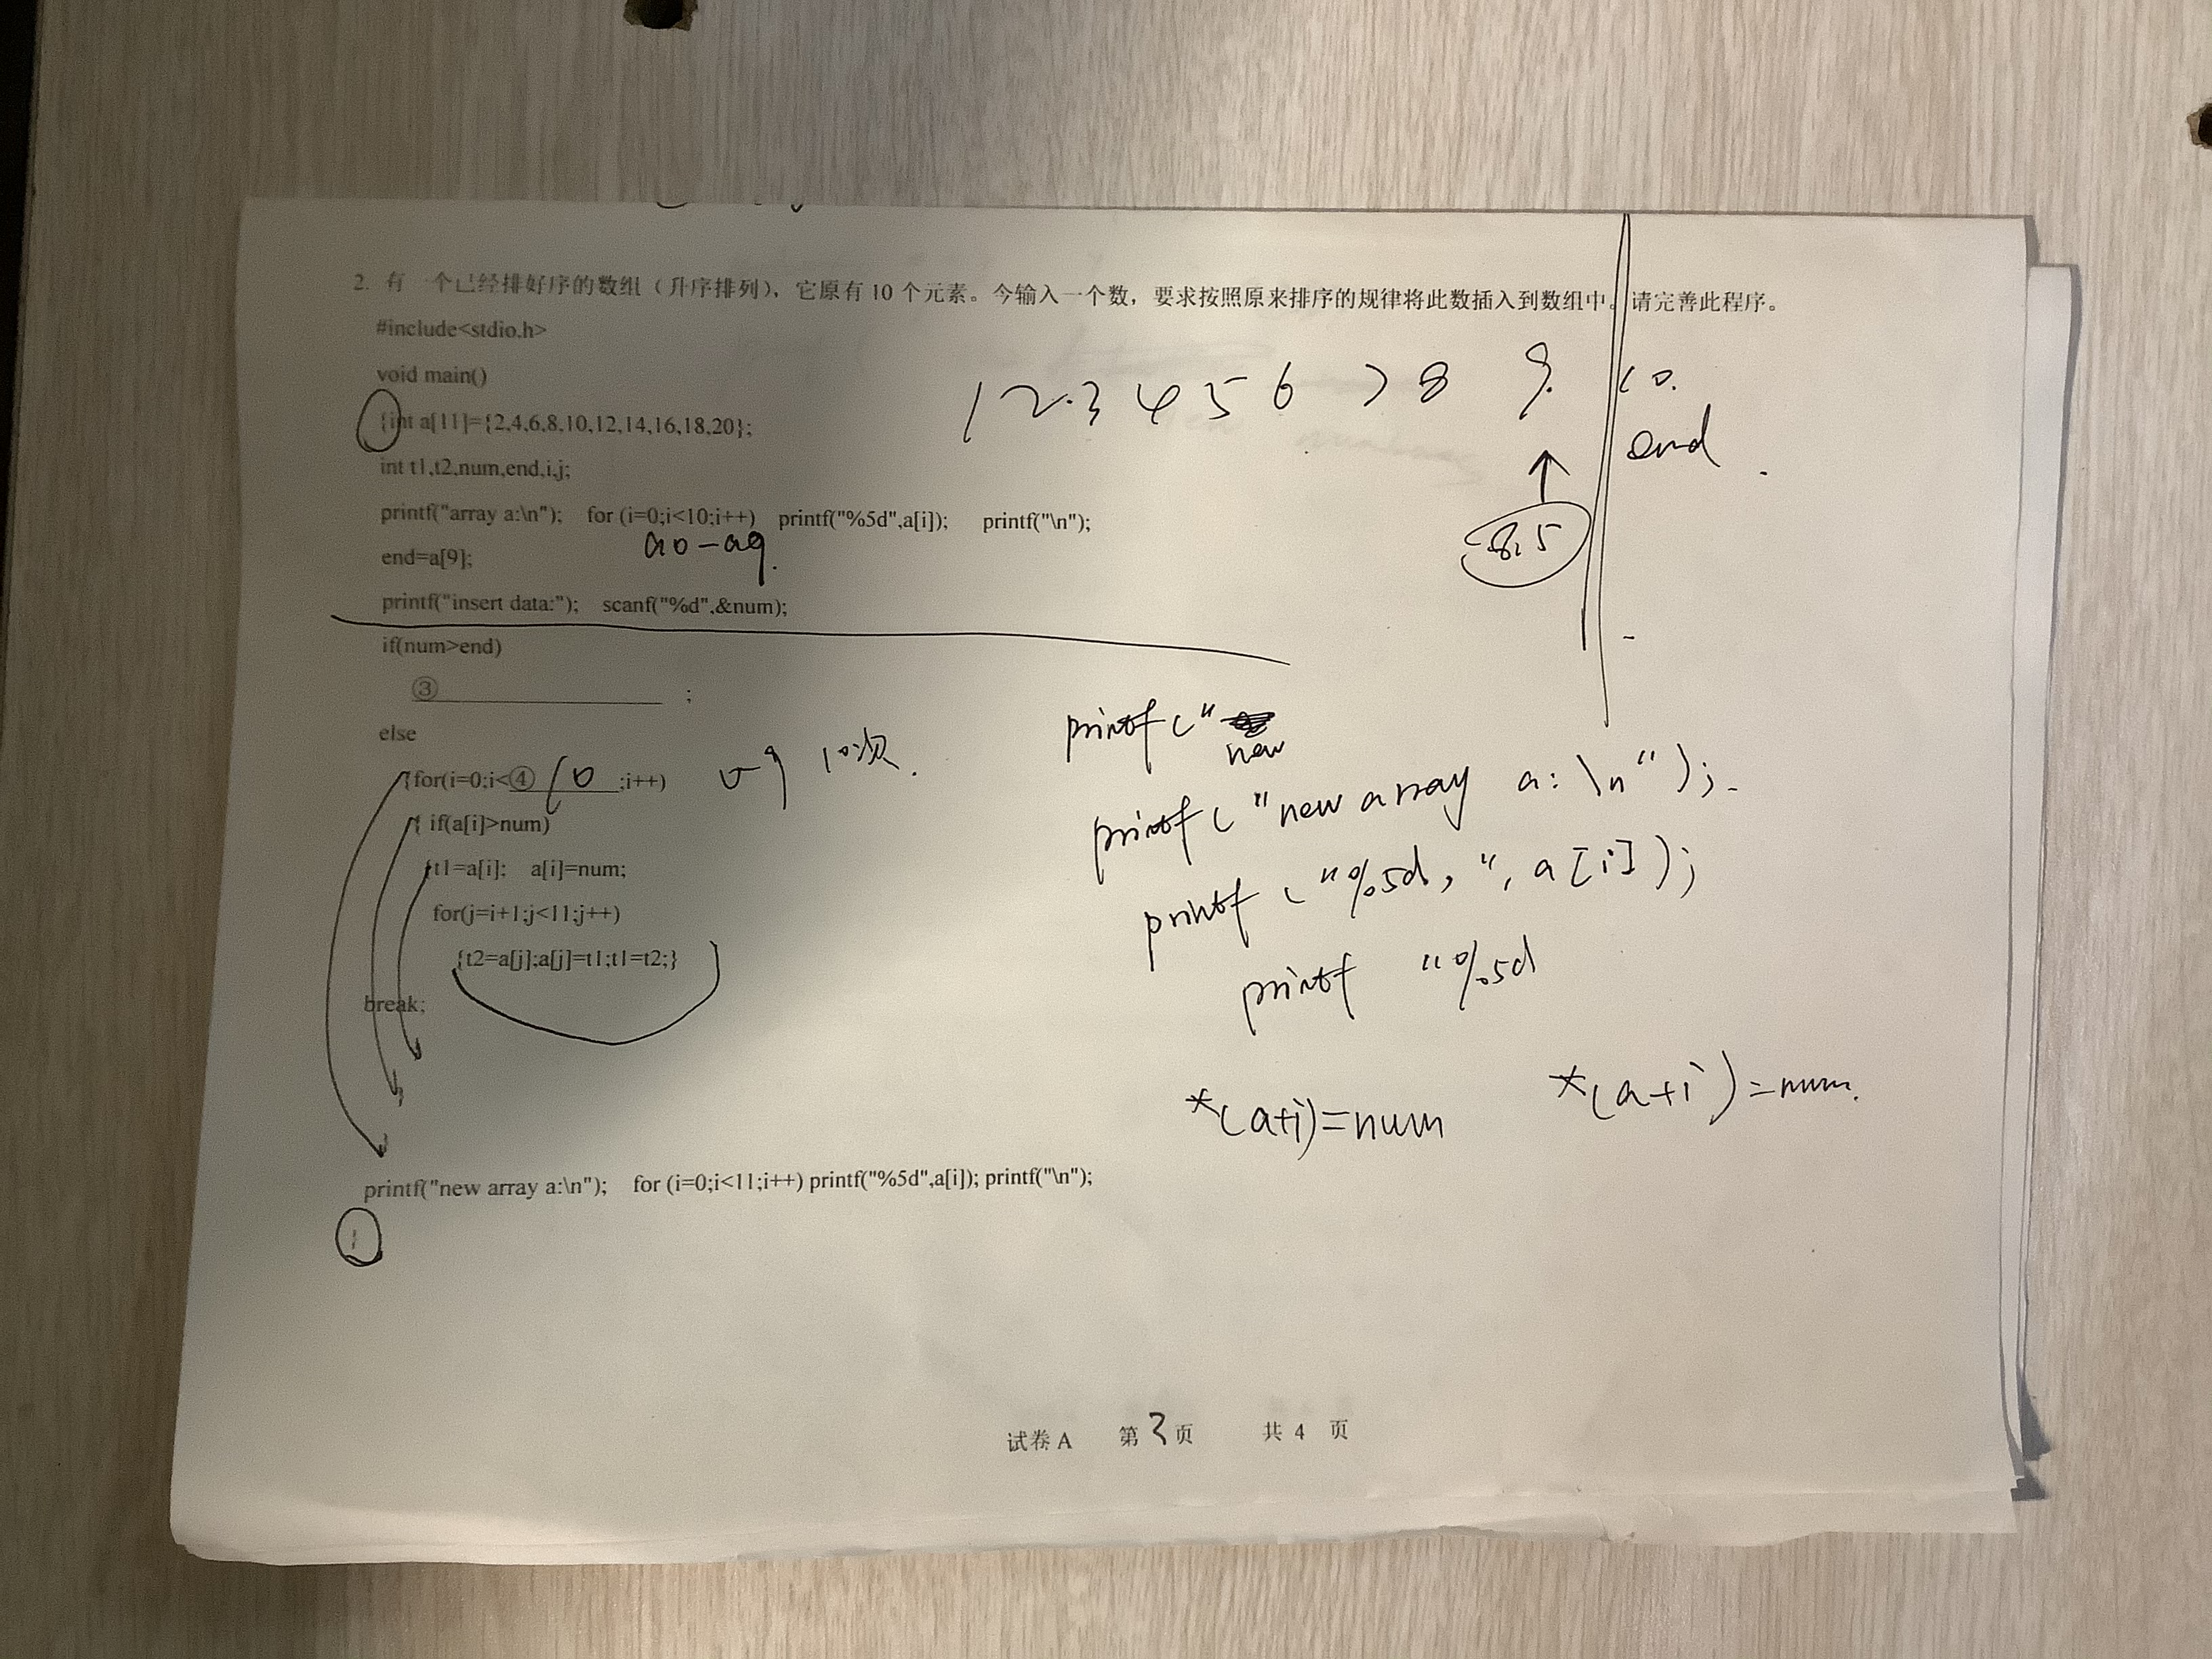 2. 有一个已经排好序的数组（升序排列），它原有 10 个元素。今输入一个数，要求按照原来排序的规律将此数插入到数组中。请完善此程序。
#include<stdio.h>
void main()
{int a[11]={2,4,6,8,10,12,14,16,18,20};
1 2 3 4 5 6 7 8 9. 10.
end
int t1,t2,num,end,i,j;
printf("array a:\n"); for (i=0;i<10;i++) printf("%5d",a[i]); printf("\n");
a0-a9.
8.5
end=a[9];
printf("insert data:"); scanf("%d",&num);
if(num>end)
③ ;
else
{for(i=0;i<④ 10 ;i++) 0-9 10次.
{ if(a[i]>num)
{t1=a[i]; a[i]=num;
for(j=i+1;j<11;j++)
{t2=a[j];a[j]=t1;t1=t2;}
break;
}
}
}
printf("
new
printf("new array a:\n");
printf("%5d,", a[i]);
printf "%5d
*(a+i)=num *(a+i)=num.
printf("new array a:\n"); for (i=0;i<11;i++) printf("%5d",a[i]); printf("\n");
}
试卷 A 第 3 页 共 4 页